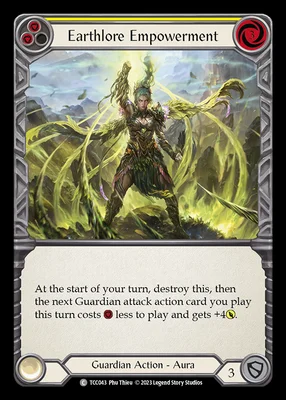 Earthlore Empowerment
At the start of your turn, destroy this, then
the next Guardian attack action card you play
this turn costs less to play and gets +4.
Guardian Action - Aura
3
C TCC043 Phu Thieu © 2023 Legend Story Studios